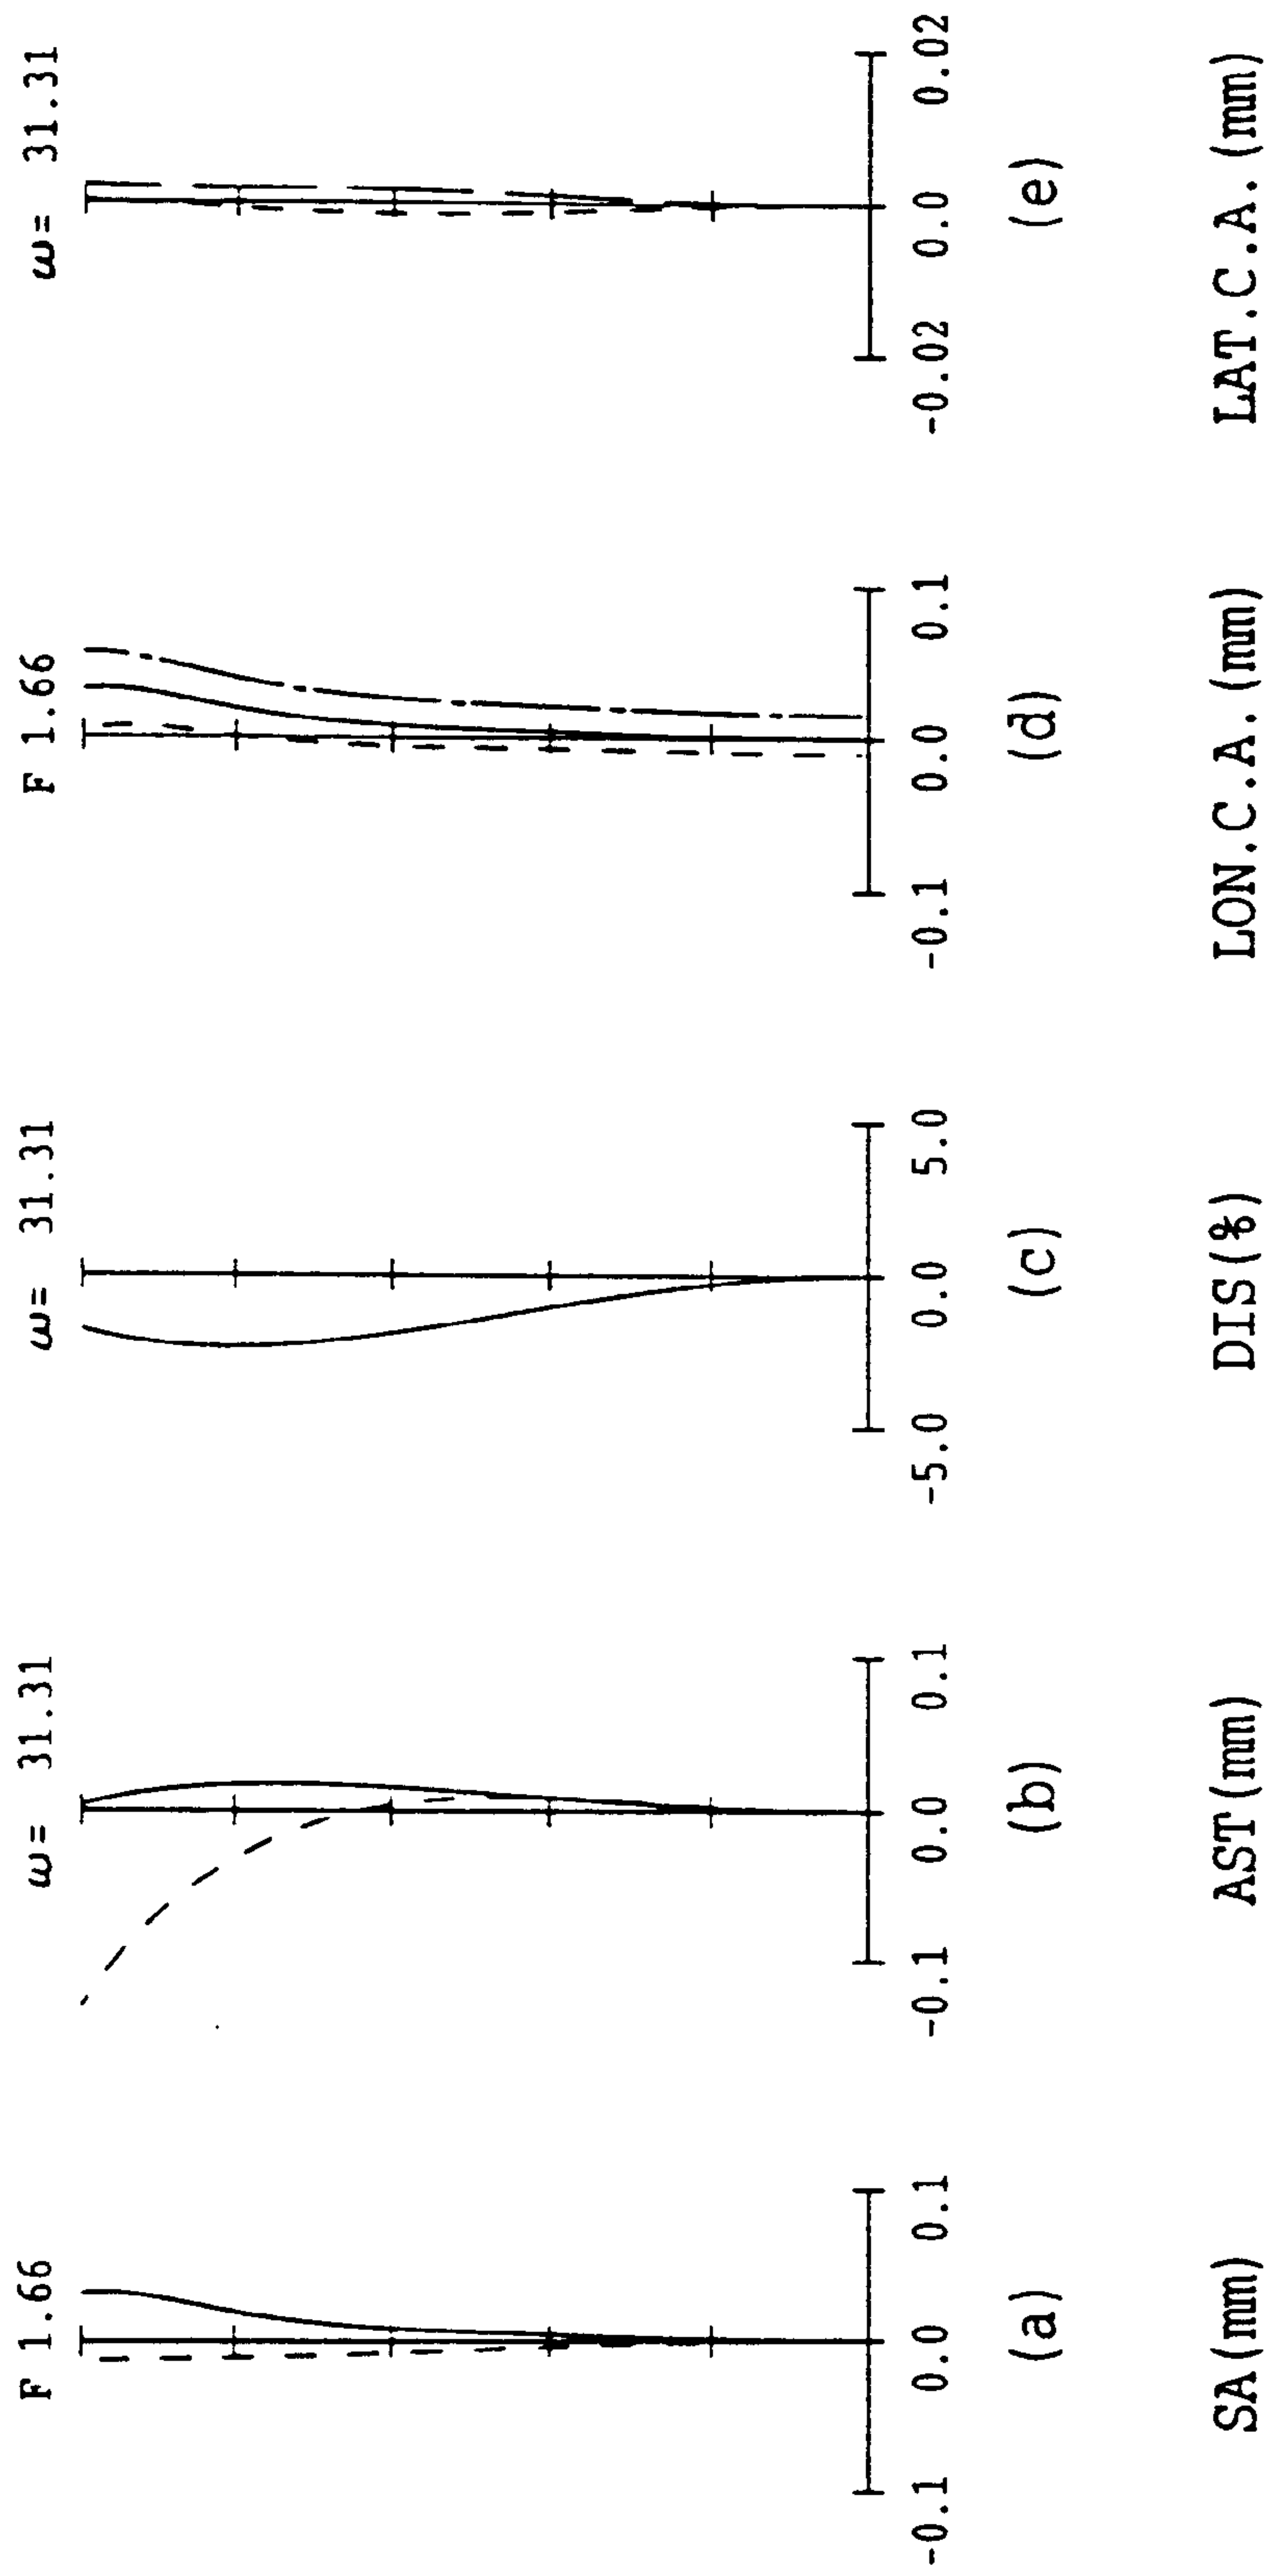 F 1.66
-0.1 0.0 0.1
(a)
SA(mm)
ω= 31.31
-0.1 0.0 0.1
(b)
AST(mm)
ω= 31.31
-5.0 0.0 5.0
(c)
DIS(%)
F 1.66
-0.1 0.0 0.1
(d)
LON.C.A.(mm)
ω= 31.31
-0.02 0.0 0.02
(e)
LAT.C.A.(mm)